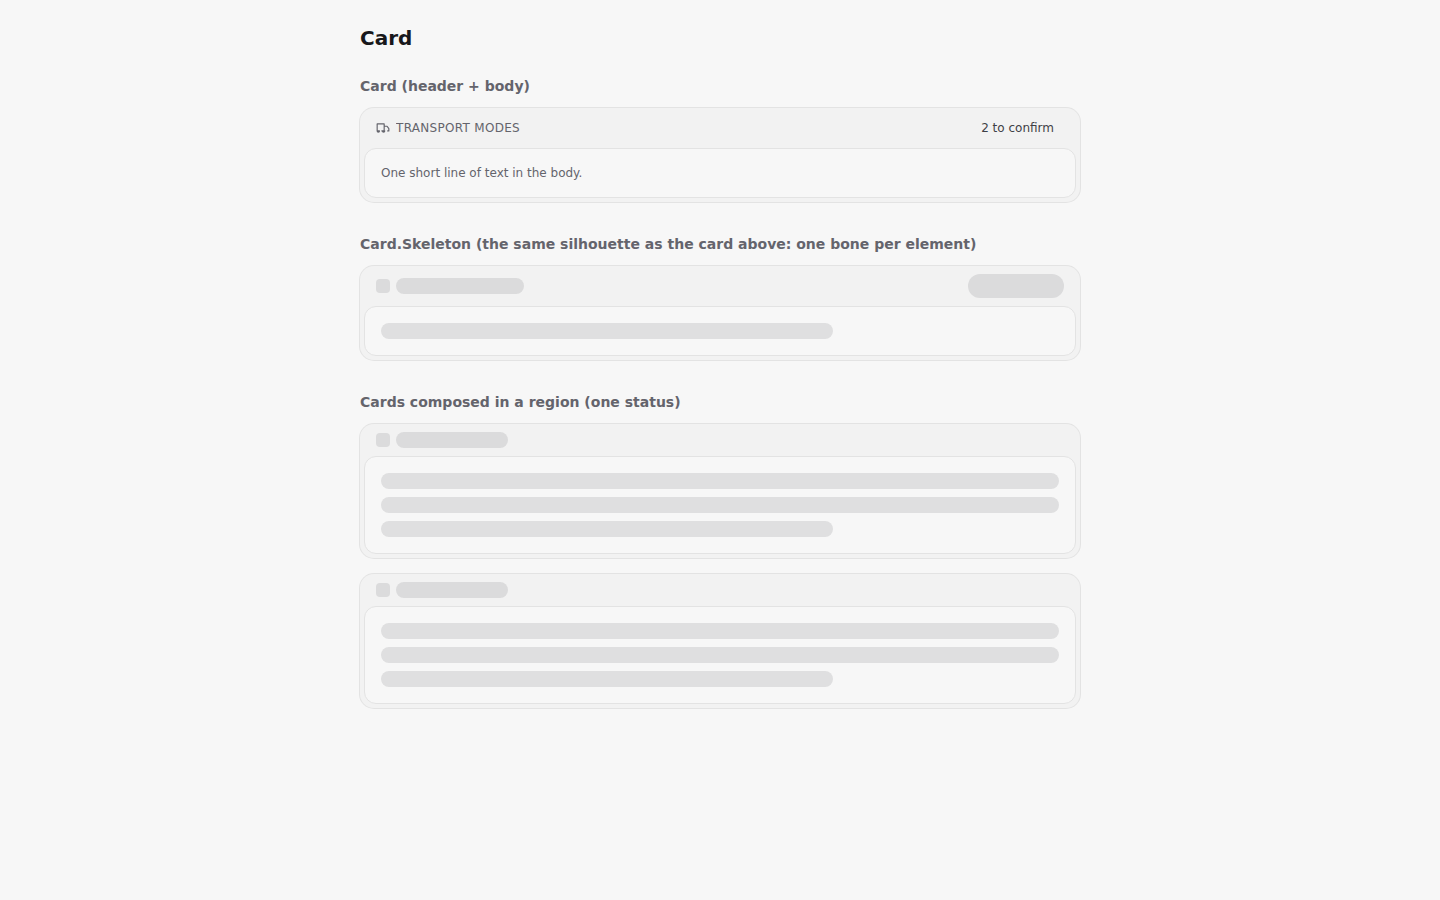 Card
Card (header + body)
TRANSPORT MODES
2 to confirm
One short line of text in the body.
Card.Skeleton (the same silhouette as the card above: one bone per element)
Cards composed in a region (one status)